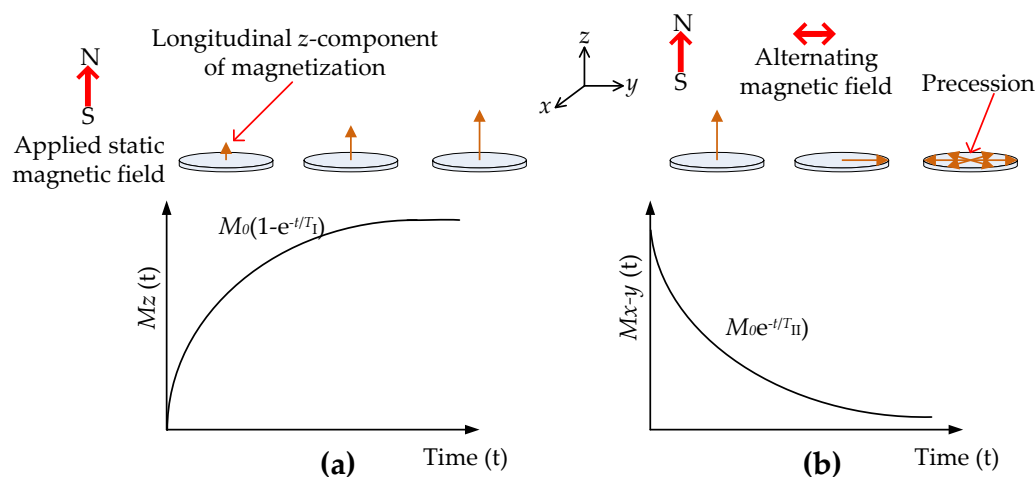 N
S
Applied static
magnetic field
Longitudinal z-component
of magnetization
M0(1-e-t/TI)
Mz (t)
Time (t)
(a)
z
y
x
N
S
Alternating
magnetic field
Precession
M0e-t/TII)
Mx-y (t)
Time (t)
(b)